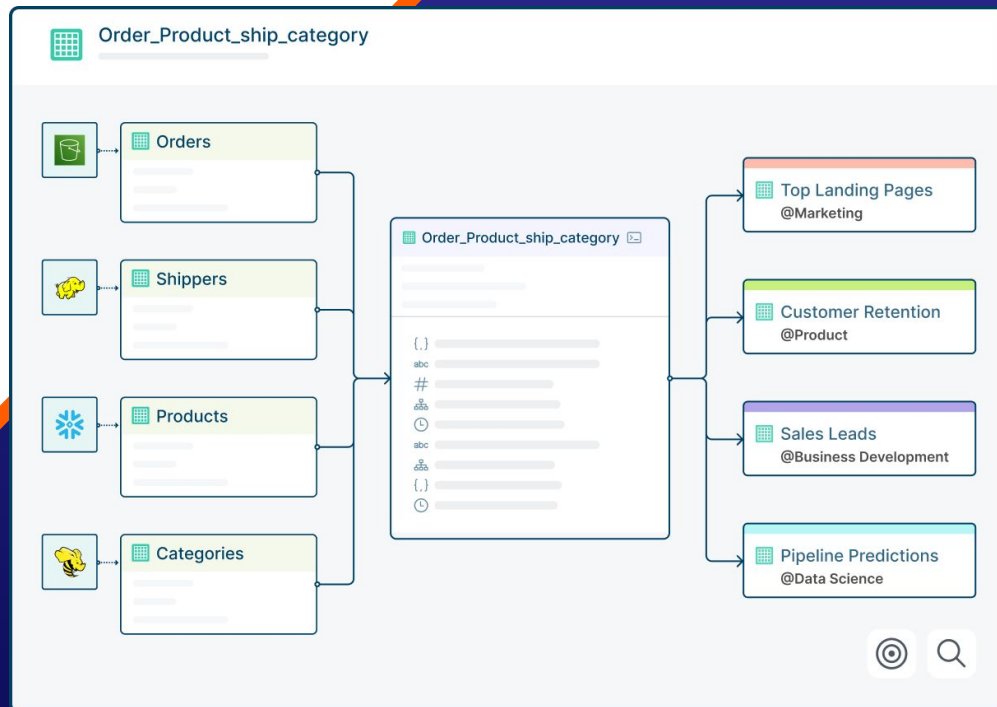 Order_Product_ship_category
Orders
Shippers
Products
Categories
Order_Product_ship_category
{,}
abc
#
abc
{,}
Top Landing Pages
@Marketing
Customer Retention
@Product
Sales Leads
@Business Development
Pipeline Predictions
@Data Science